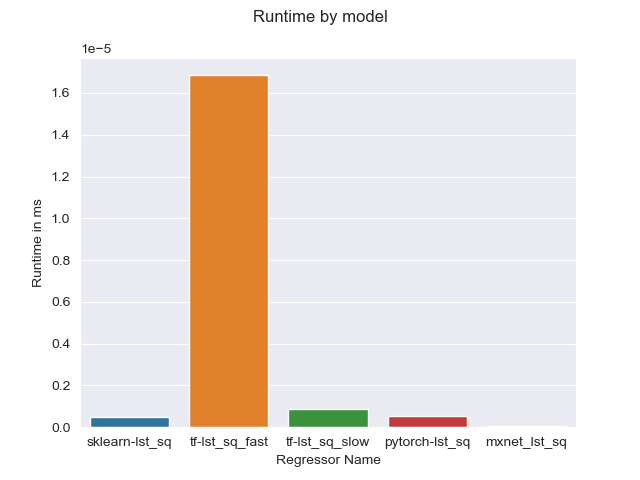 Runtime by model
1e−5
1.6
1.4
1.2
1.0
0.8
0.6
0.4
0.2
0.0
Runtime in ms
sklearn-lst_sq tf-lst_sq_fast tf-lst_sq_slow pytorch-lst_sq mxnet_lst_sq
Regressor Name